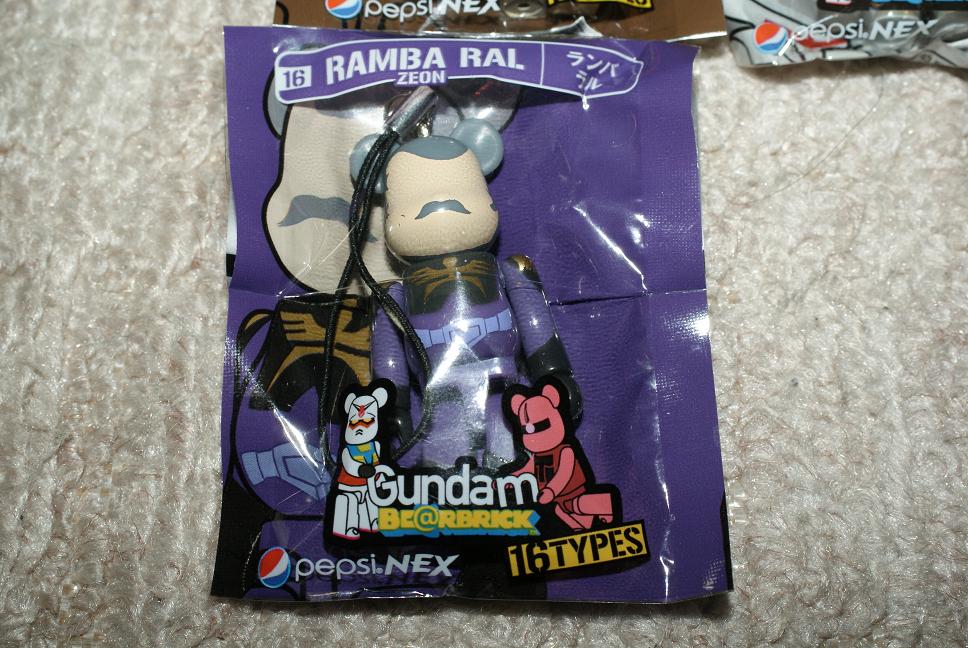 pepsi NEX
pepsi.NEX
16 RAMBA RAL
ZEON
ランバ
ラル
Gundam
BE@RBRICK
16TYPES
pepsi.NEX